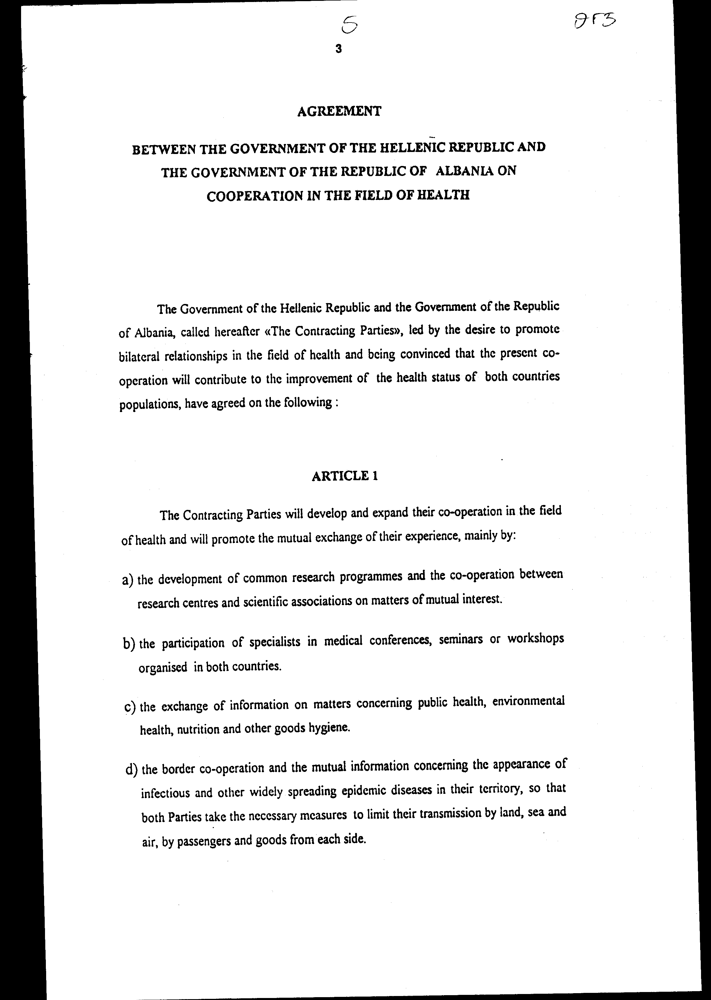 5
3
AGREEMENT
BETWEEN THE GOVERNMENT OF THE HELLENIC REPUBLIC AND
THE GOVERNMENT OF THE REPUBLIC OF ALBANIA ON
COOPERATION IN THE FIELD OF HEALTH
The Government of the Hellenic Republic and the Government of the Republic
of Albania, called hereafter «The Contracting Parties», led by the desire to promote
bilateral relationships in the field of health and being convinced that the present co-
operation will contribute to the improvement of the health status of both countries
populations, have agreed on the following :
ARTICLE 1
The Contracting Parties will develop and expand their co-operation in the field
of health and will promote the mutual exchange of their experience, mainly by:
a) the development of common research programmes and the co-operation between
research centres and scientific associations on matters of mutual interest.
b) the participation of specialists in medical conferences, seminars or workshops
organised in both countries.
c) the exchange of information on matters concerning public health, environmental
health, nutrition and other goods hygiene.
d) the border co-operation and the mutual information concerning the appearance of
infectious and other widely spreading epidemic diseases in their territory, so that
both Parties take the necessary measures to limit their transmission by land, sea and
air, by passengers and goods from each side.